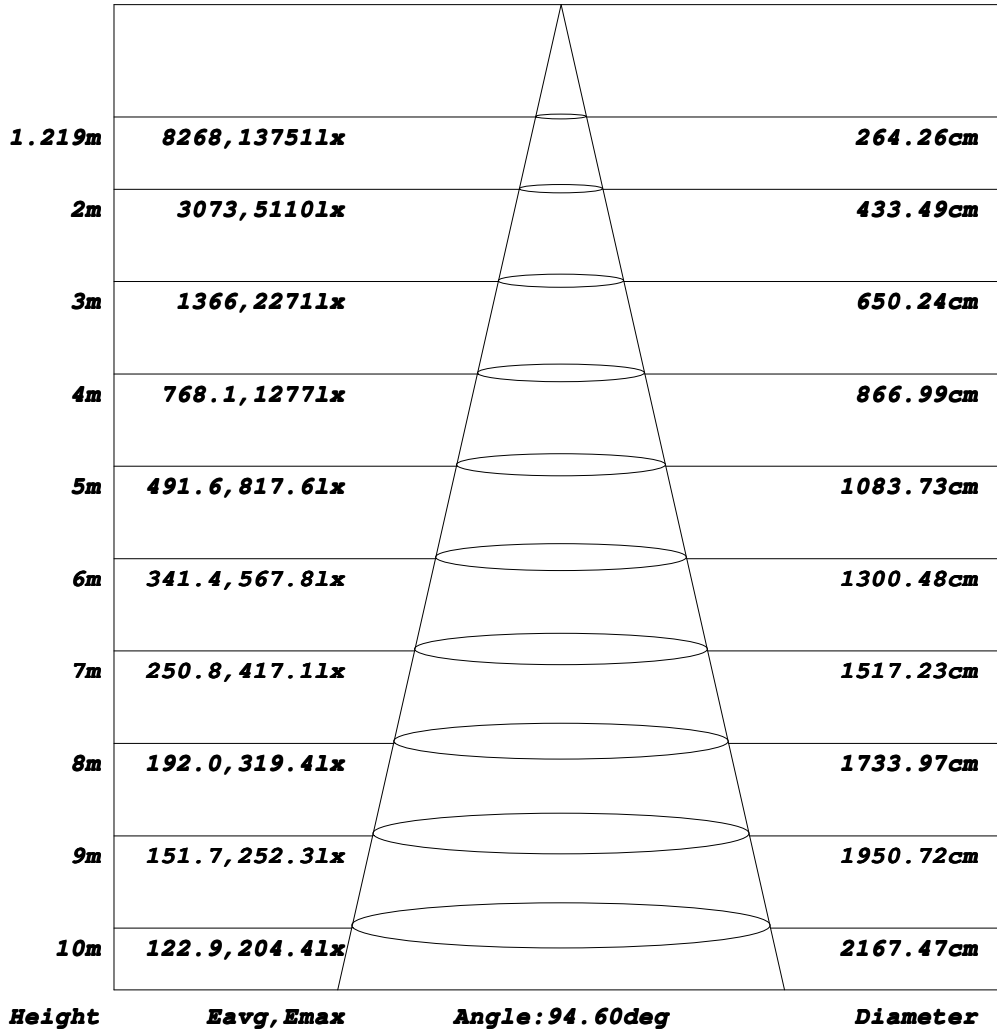 1.219m 8268,13751lx 264.26cm
2m 3073,5110lx 433.49cm
3m 1366,2271lx 650.24cm
4m 768.1,1277lx 866.99cm
5m 491.6,817.6lx 1083.73cm
6m 341.4,567.8lx 1300.48cm
7m 250.8,417.1lx 1517.23cm
8m 192.0,319.4lx 1733.97cm
9m 151.7,252.3lx 1950.72cm
10m 122.9,204.4lx 2167.47cm
Height Eavg,Emax Angle:94.60deg Diameter